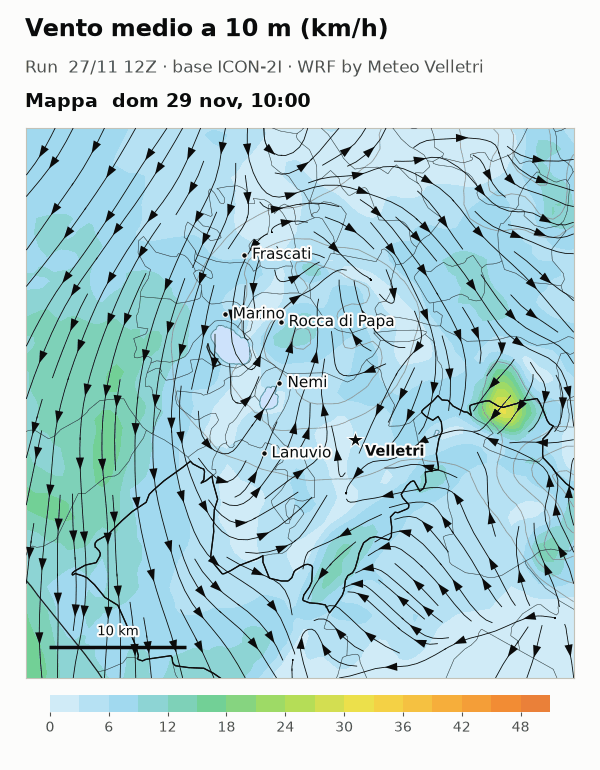 Vento medio a 10 m (km/h)
Run  27/11 12Z · base ICON-2I · WRF by Meteo Velletri
Mappa  dom 29 nov, 10:00
Frascati
Marino
Rocca di Papa
Nemi
Velletri
Lanuvio
10 km
0 6 12 18 24 30 36 42 48